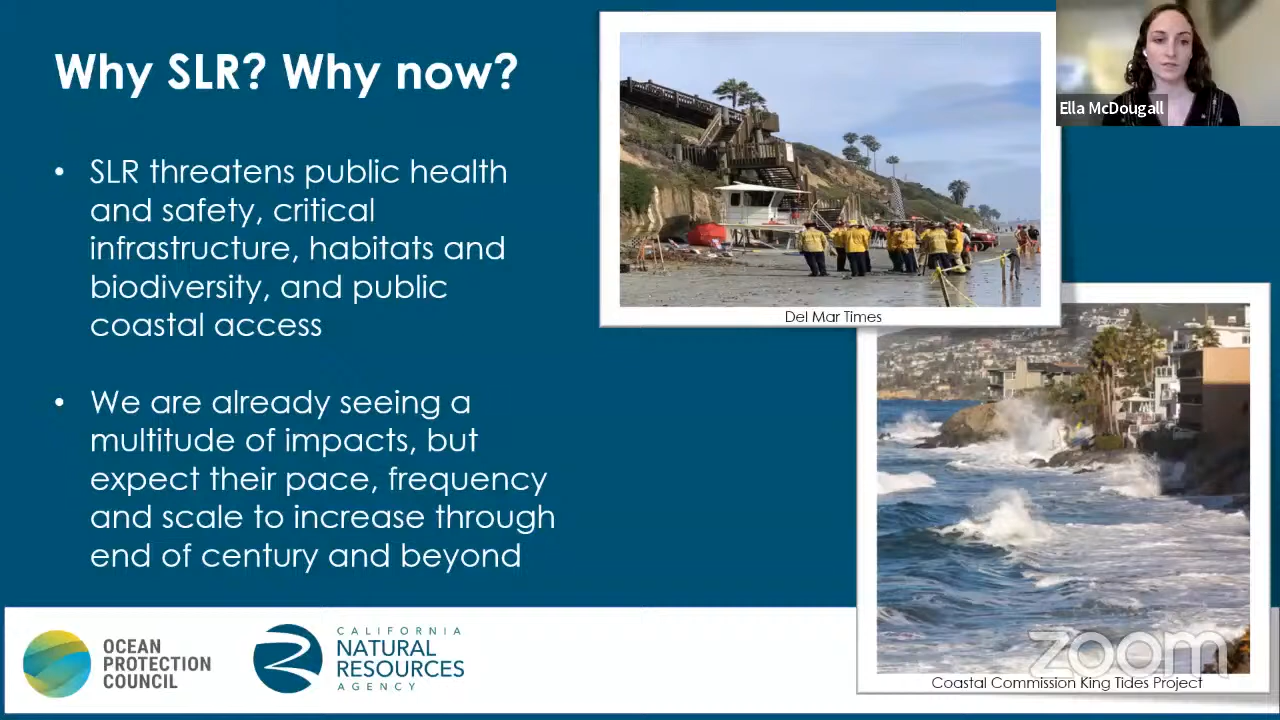 Why SLR? Why now?
• SLR threatens public health
and safety, critical
infrastructure, habitats and
biodiversity, and public
coastal access
• We are already seeing a
multitude of impacts, but
expect their pace, frequency
and scale to increase through
end of century and beyond
Del Mar Times
Ella McDougall
Coastal Commission King Tides Project
zoom
OCEAN
PROTECTION
COUNCIL
CALIFORNIA
NATURAL
RESOURCES
AGENCY